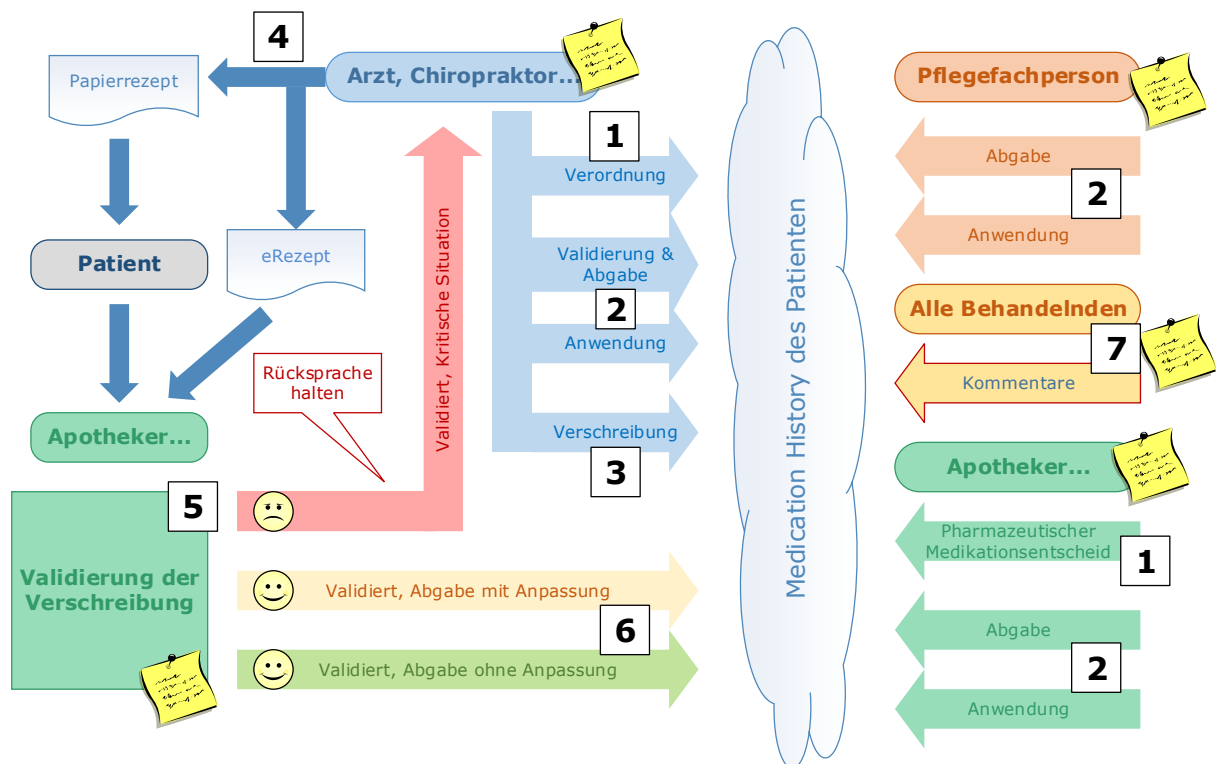 4
Papierrezept
Arzt, Chiropraktor...
1
Verordnung
Validierung &
Abgabe
2
Anwendung
Verschreibung
3
Patient
eRezept
Rücksprache
halten
Validiert, Kritische Situation
Apotheker...
5
Validierung der
Verschreibung
Validiert, Abgabe mit Anpassung
6
Validiert, Abgabe ohne Anpassung
Medication History des Patienten
Pflegefachperson
Abgabe
2
Anwendung
Alle Behandelnden
7
Kommentare
Apotheker...
Pharmazeutischer
Medikationsentscheid
1
Abgabe
2
Anwendung